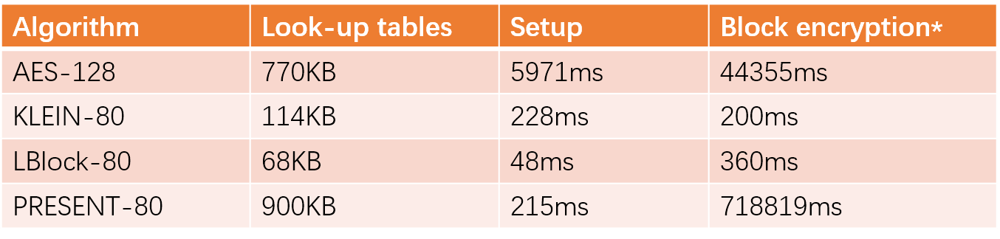 Algorithm Look-up tables Setup Block encryption*
AES-128 770KB 5971ms 44355ms
KLEIN-80 114KB 228ms 200ms
LBlock-80 68KB 48ms 360ms
PRESENT-80 900KB 215ms 718819ms